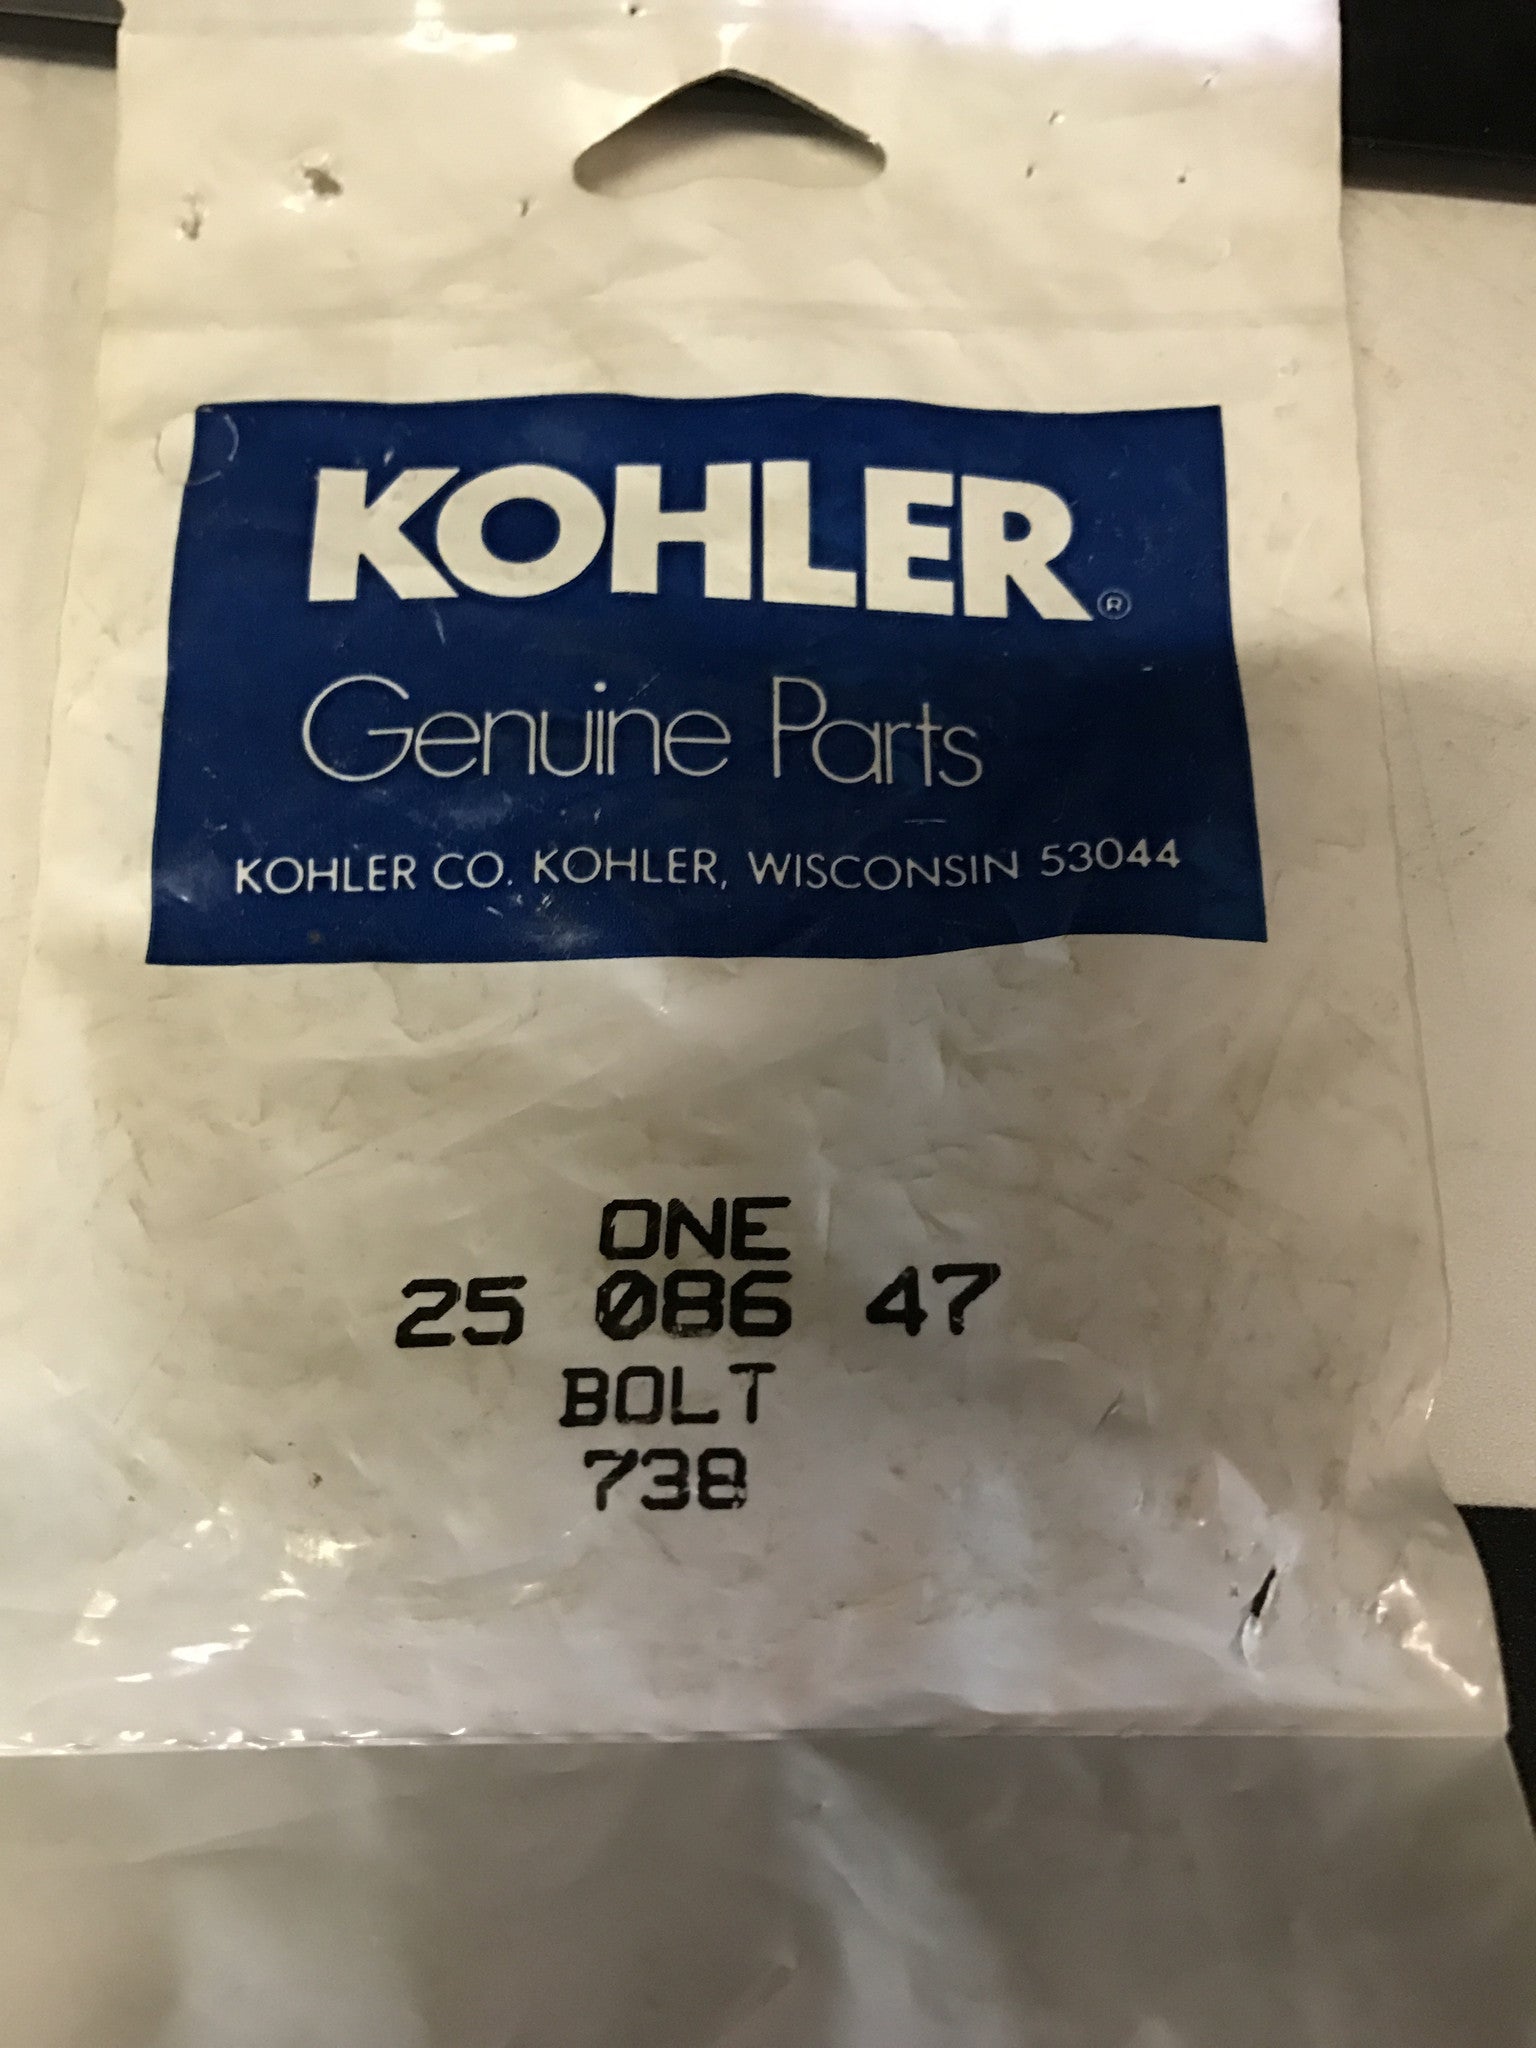 KOHLER®
Genuine Parts
KOHLER CO. KOHLER, WISCONSIN 53044
ONE
25 086 47
BOLT
738